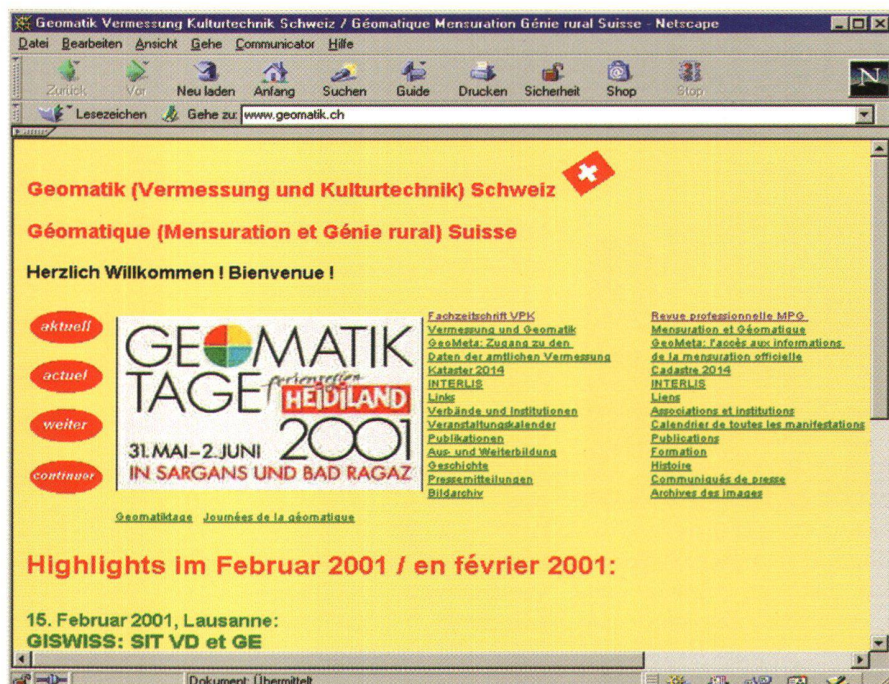 Geomatik Vermessung Kulturtechnik Schweiz / Géomatique Mensuration Génie rural Suisse - Netscape
Datei Bearbeiten Ansicht Gehe Communicator Hilfe
Zurück Vor Neu laden Anfang Suchen Guide Drucken Sicherheit Shop Stop
N
Lesezeichen Gehe zu: www.geomatik.ch
Geomatik (Vermessung und Kulturtechnik) Schweiz
Géomatique (Mensuration et Génie rural) Suisse
Herzlich Willkommen ! Bienvenue !
aktuell
actuel
weiter
continuer
GEOMATIK
TAGE ferienregion
HEIDILAND
31. MAI – 2. JUNI 2001
IN SARGANS UND BAD RAGAZ
Geomatiktage Journées de la géomatique
Fachzeitschrift VPK
Vermessung und Geomatik
GeoMeta: Zugang zu den
Daten der amtlichen Vermessung
Kataster 2014
INTERLIS
Links
Verbände und Institutionen
Veranstaltungskalender
Publikationen
Aus- und Weiterbildung
Geschichte
Pressemitteilungen
Bildarchiv
Revue professionnelle MPG
Mensuration et Géomatique
GeoMeta: l'accès aux informations
de la mensuration officielle
Cadastre 2014
INTERLIS
Liens
Associations et institutions
Calendrier de toutes les manifestations
Publications
Formation
Histoire
Communiqués de presse
Archives des images
Highlights im Februar 2001 / en février 2001:
15. Februar 2001, Lausanne:
GISWISS: SIT VD et GE
Dokument: Übermittelt